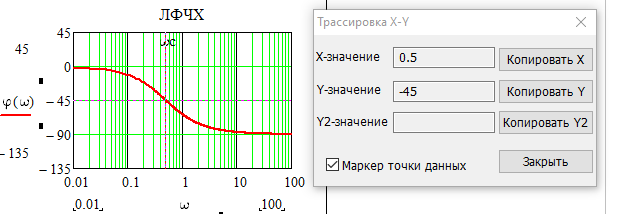 ЛФЧХ
45
φ(ω)
−135
45
0
−45
−90
−135
ωc
0.01
0.1
1
10
100
0.01
ω
100
Трассировка X-Y
X-значение
0.5
Копировать X
Y-значение
-45
Копировать Y
Y2-значение
Копировать Y2
Маркер точки данных
Закрыть